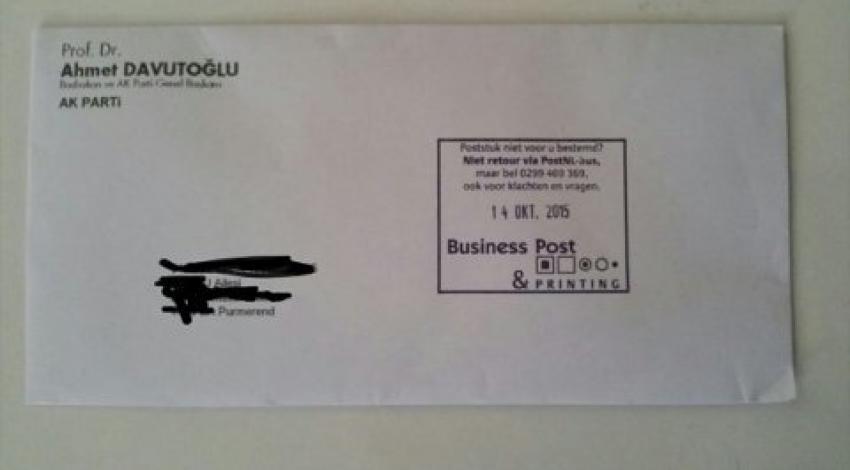 Prof. Dr.
Ahmet DAVUTOĞLU
Başbakan ve AK Parti Genel Başkanı
AK PARTİ
Poststuk niet voor u bestemd?
Niet retour via PostNL-bus,
maar bel 0299 469 369,
ook voor klachten en vragen.
14 OKT. 2015
Business Post
& PRINTING
Ailesi
Purmerend